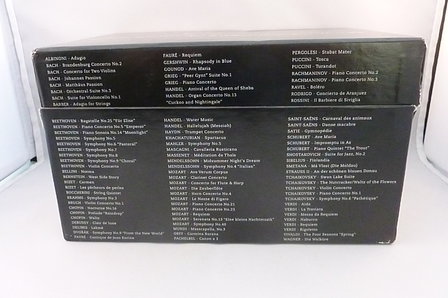 ALBINONI - Adagio
BACH - Brandenburg Concerto No.2
BACH - Concerto for Two Violins
BACH - Johannes Passion
BACH - Matthäus Passion
BACH - Orchestral Suite No.3
BACH - Suite for Violoncello No.1
BARBER - Adagio for Strings
FAURÉ - Requiem
GERSHWIN - Rhapsody in Blue
GOUNOD - Ave Maria
GRIEG - "Peer Gynt" Suite No.1
GRIEG - Piano Concerto
HANDEL - Arrival of the Queen of Sheba
HANDEL - Organ Concerto No.13
"Cuckoo and Nightingale"
PERGOLESI - Stabat Mater
PUCCINI - Tosca
PUCCINI - Turandot
RACHMANINOV - Piano Concerto No.2
RACHMANINOV - Piano Concerto No.3
RAVEL - Boléro
RODRIGO - Concierto de Aranjuez
ROSSINI - Il Barbiere di Siviglia
BEETHOVEN - Bagatelle No.25 "Für Elise"
BEETHOVEN - Piano Concerto No.5 "Emperor"
BEETHOVEN - Piano Sonata No.14 "Moonlight"
BEETHOVEN - Symphony No.5
BEETHOVEN - Symphony No.6 "Pastoral"
BEETHOVEN - Symphony No.7
BEETHOVEN - Symphony No.8
BEETHOVEN - Symphony No.9 "Choral"
BEETHOVEN - Violin Concerto
BELLINI - Norma
BERNSTEIN - West Side Story
BIZET - Carmen
BIZET - Les pêcheurs de perles
BOCCHERINI - String Quintet
BRAHMS - Symphony No.3
BRUCH - Violin Concerto No.1
CHOPIN - Nocturne No.16
CHOPIN - Prelude "Raindrop"
CHOPIN - Waltz
DEBUSSY - Clair de lune
DELIBES - Lakmé
DVOŘÁK - Symphony No.9 "From the New World"
FAURÉ - Cantique de Jean Racine
HANDEL - Water Music
HANDEL - Hallelujah (Messiah)
HAYDN - Trumpet Concerto
KHACHATURIAN - Spartacus
MAHLER - Symphony No.5
MASCAGNI - Cavalleria Rusticana
MASSENET - Méditation de Thaïs
MENDELSSOHN - Midsummer Night's Dream
MENDELSSOHN - Symphony No.4 "Italian"
MOZART - Ave Verum Corpus
MOZART - Clarinet Concerto
MOZART - Concerto for Flute & Harp
MOZART - Die Zauberflöte
MOZART - Horn Concerto No.4
MOZART - Le Nozze di Figaro
MOZART - Piano Concerto No.21
MOZART - Piano Concerto No.23
MOZART - Requiem
MOZART - Serenade No.13 "Eine kleine Nachtmusik"
MOZART - Symphony No.40
MOZART
ORFF - Carmina Burana
PACHELBEL - Canon
SAINT-SAËNS - Carnaval des animaux
SAINT-SAËNS - Danse macabre
SATIE - Gymnopédie
SCHUBERT - Ave Maria
SCHUBERT - Impromptu in
SCHUBERT - Piano Quintet "The Trout"
SHOSTAKOVICH - Suite for Jazz, No.2
SIBELIUS - Finlandia
SMETANA - Má Vlast (Die Moldau)
STRAUSS II - An der schönen blauen Donau
TCHAIKOVSKY - Swan Lake Suite
TCHAIKOVSKY - The Nutcracker/Waltz of the Flowers
TCHAIKOVSKY - Violin Concerto
TCHAIKOVSKY - Piano Concerto No.1
TCHAIKOVSKY - Symphony No.6 "Pathétique"
VERDI - Aida
VERDI - La Traviata
VERDI - Messa da Requiem
VERDI - Nabucco
VERDI - Requiem
VERDI - Rigoletto
VIVALDI - The Four Seasons "Spring"
WAGNER - Die Walküre